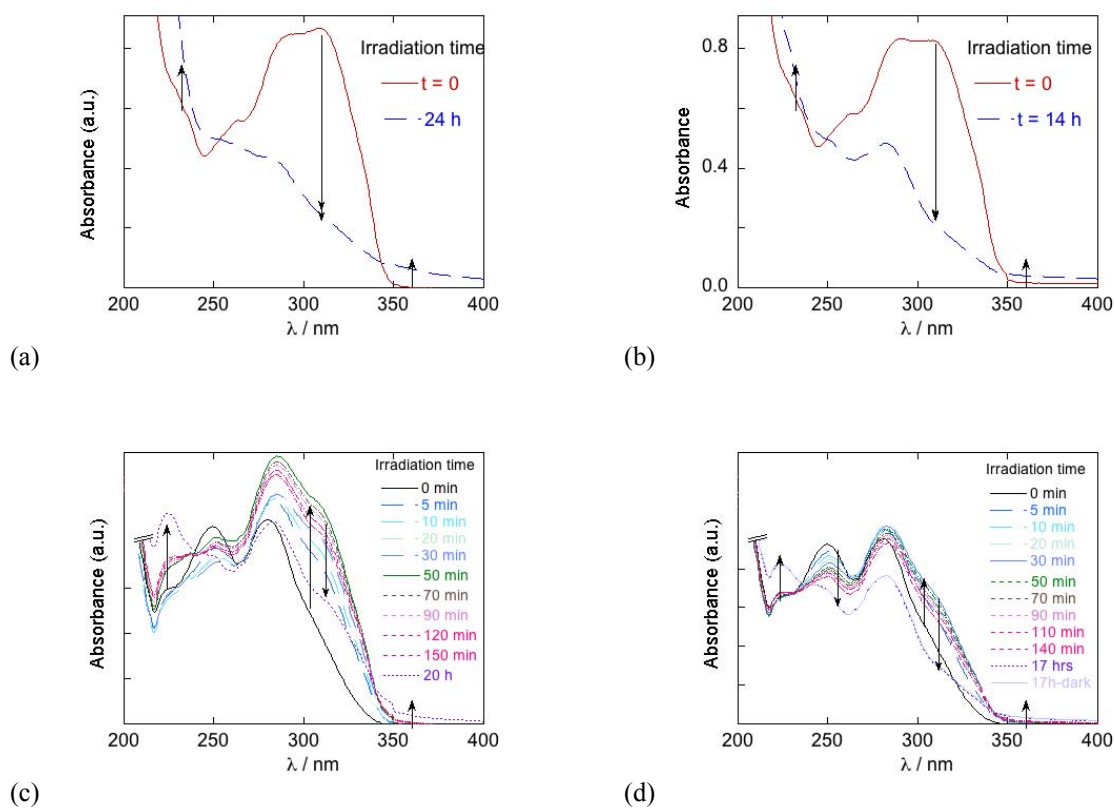 Absorbance (a.u.)
Irradiation time
t = 0
24 h
200 250 300 350 400
λ / nm
(a)
Absorbance
0.8
0.4
0.0
Irradiation time
t = 0
t = 14 h
200 250 300 350 400
λ / nm
(b)
Absorbance (a.u.)
Irradiation time
0 min
5 min
10 min
20 min
30 min
50 min
70 min
90 min
120 min
150 min
20 h
200 250 300 350 400
λ / nm
(c)
Absorbance (a.u.)
Irradiation time
0 min
5 min
10 min
20 min
30 min
50 min
70 min
90 min
110 min
140 min
17 hrs
17h-dark
200 250 300 350 400
λ / nm
(d)